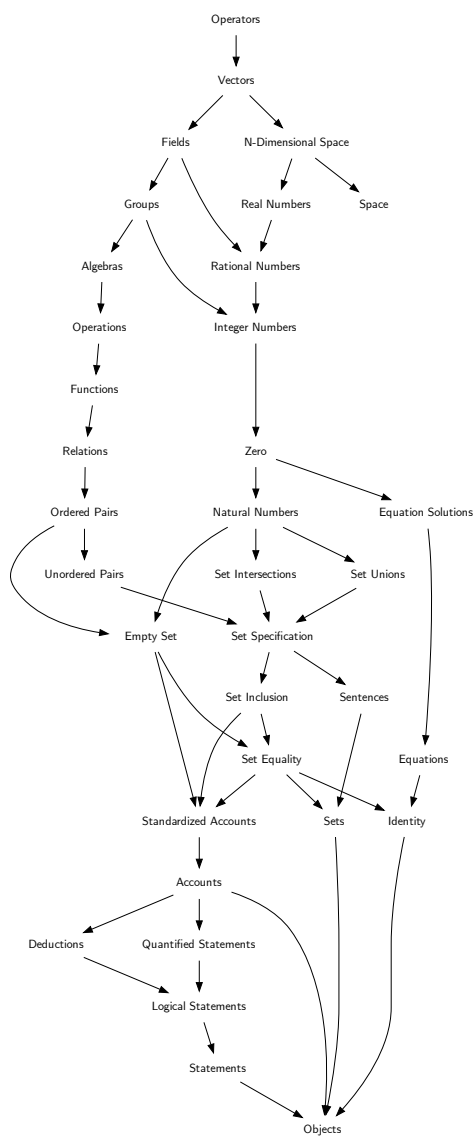 Operators
Vectors
Fields
N-Dimensional Space
Groups
Real Numbers
Space
Algebras
Rational Numbers
Operations
Integer Numbers
Functions
Relations
Zero
Ordered Pairs
Natural Numbers
Equation Solutions
Unordered Pairs
Set Intersections
Set Unions
Empty Set
Set Specification
Set Inclusion
Sentences
Set Equality
Equations
Standardized Accounts
Sets
Identity
Accounts
Deductions
Quantified Statements
Logical Statements
Statements
Objects